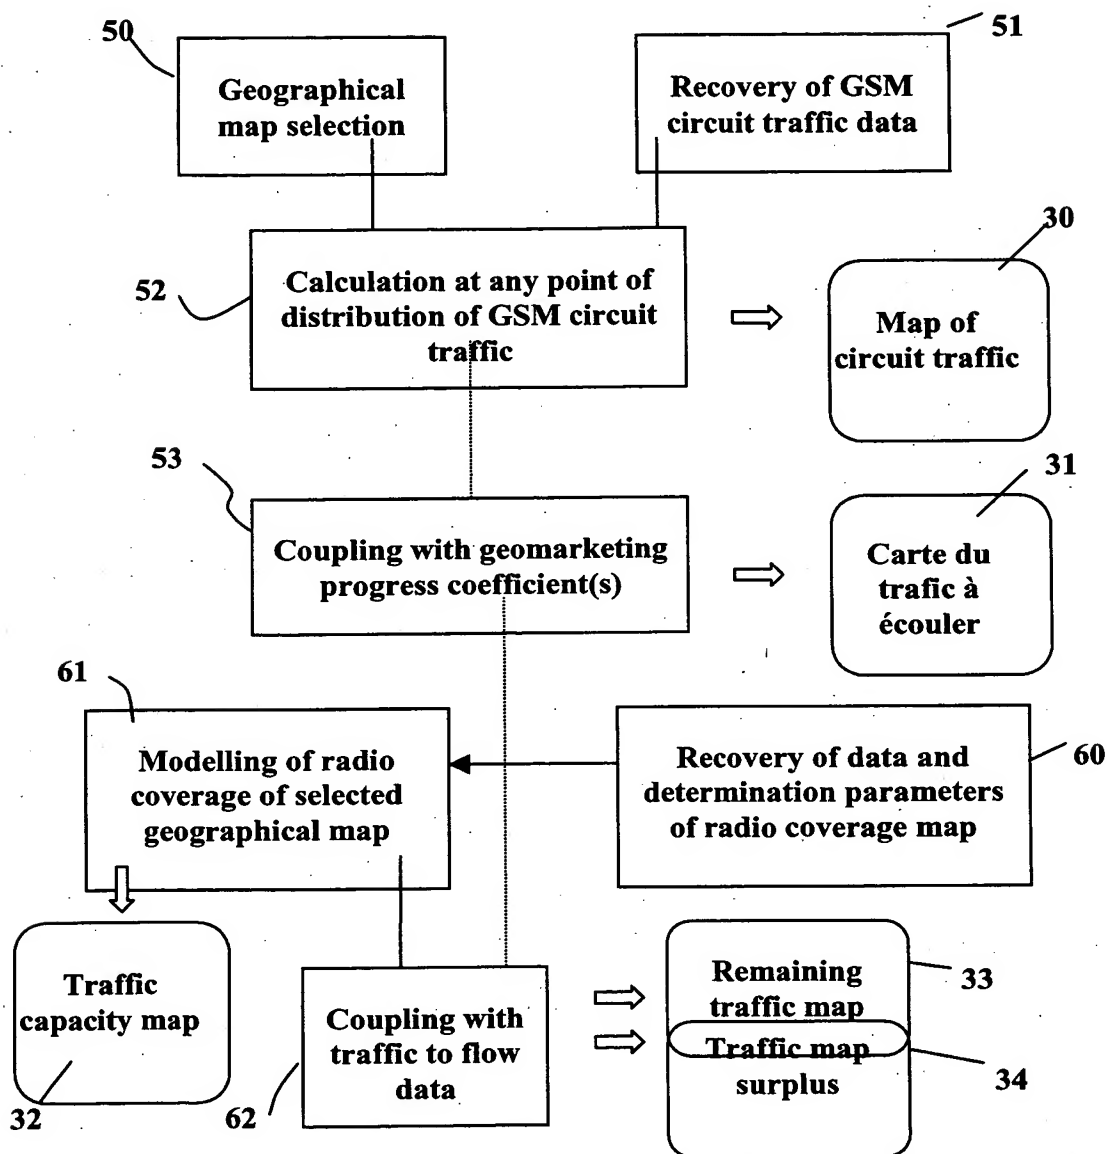 50
51
Geographical
map selection
Recovery of GSM
circuit traffic data
30
52
Calculation at any point of
distribution of GSM circuit
traffic
Map of
circuit traffic
53
31
Coupling with geomarketing
progress coefficient(s)
Carte du
trafic à
écouler
61
Modelling of radio
coverage of selected
geographical map
Recovery of data and
determination parameters
of radio coverage map
60
Traffic
capacity map
32
Coupling with
traffic to flow
data
62
Remaining
traffic map
33
Traffic map
surplus
34